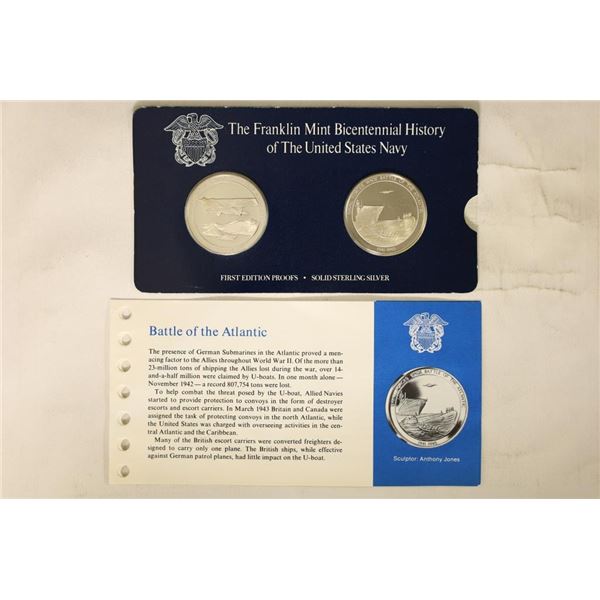 The Franklin Mint Bicentennial History
of The United States Navy
FIRST EDITION PROOFS • SOLID STERLING SILVER
Battle of the Atlantic
The presence of German Submarines in the Atlantic proved a men-
acing factor to the Allies throughout World War II. Of the more than
23-million tons of shipping the Allies lost during the war, over 14-
and-a-half million were claimed by U-boats. In one month alone—
November 1942—a record 807,754 tons were lost.
To help combat the threat posed by the U-boat, Allied Navies
started to provide protection to convoys in the form of destroyer
escorts and escort carriers. In March 1943 Britain and Canada were
assigned the task of protecting convoys in the north Atlantic, while
the United States was charged with overseeing activities in the cen-
tral Atlantic and the Caribbean.
Many of the British escort carriers were converted freighters de-
signed to carry only one plane. The British ships, while effective
against German patrol planes, had little impact on the U-boat.
BATTLE OF THE ATLANTIC
Sculptor: Anthony Jones